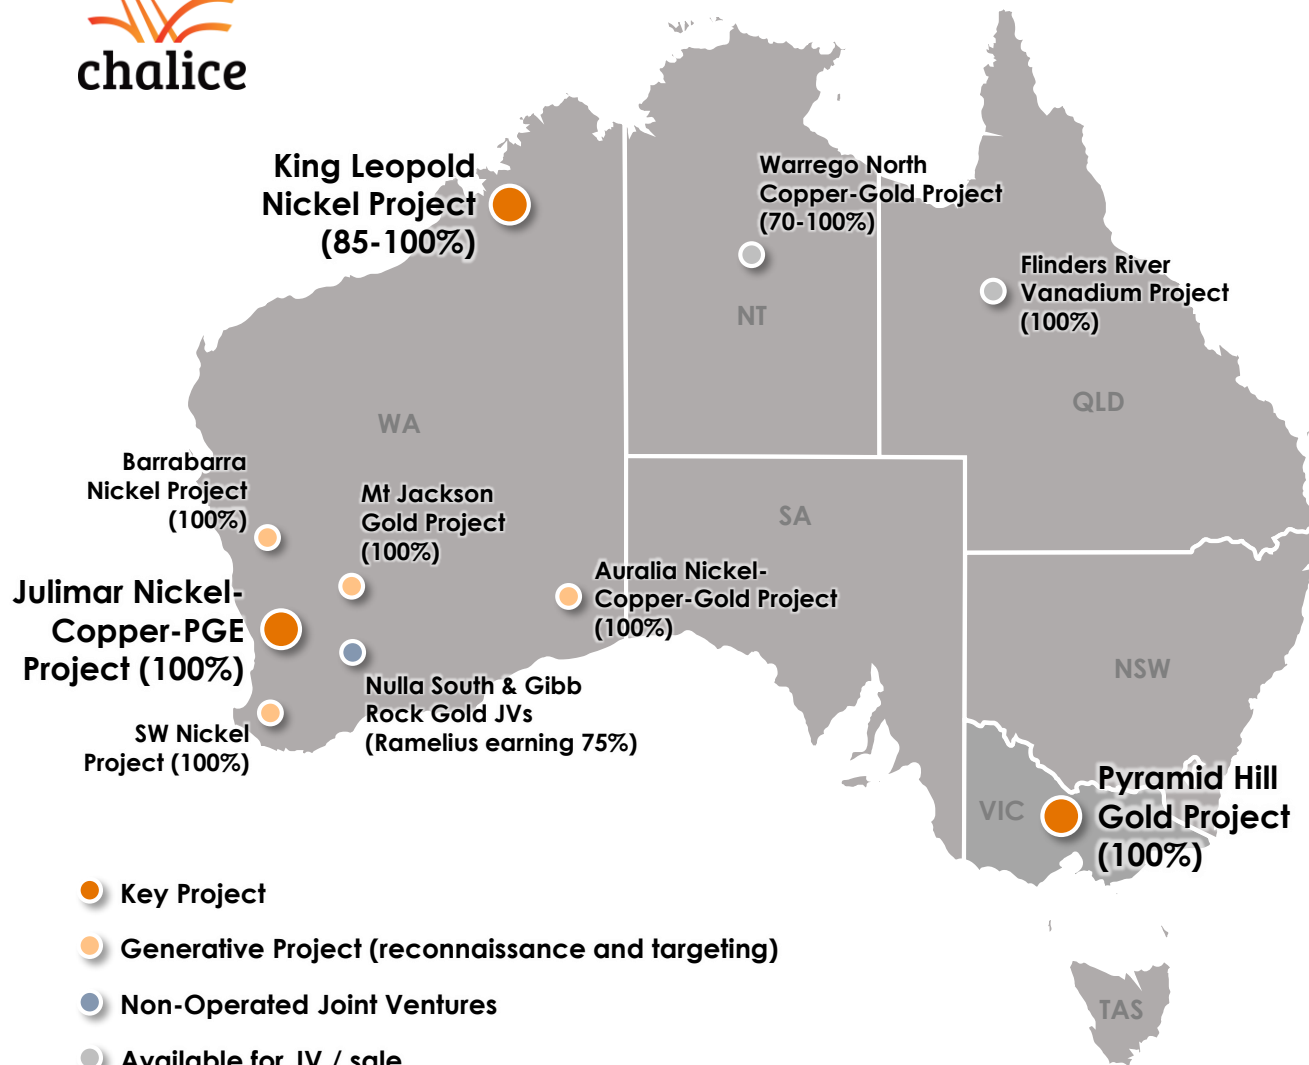 chalice
King Leopold
Nickel Project
(85-100%)
Warrego North
Copper-Gold Project
(70-100%)
Flinders River
Vanadium Project
(100%)
NT
QLD
WA
Barrabarra
Nickel Project
(100%)
Mt Jackson
Gold Project
(100%)
SA
Auralia Nickel-
Copper-Gold Project
(100%)
Julimar Nickel-
Copper-PGE
Project (100%)
NSW
Nulla South & Gibb
Rock Gold JVs
(Ramelius earning 75%)
SW Nickel
Project (100%)
VIC
Pyramid Hill
Gold Project
(100%)
Key Project
Generative Project (reconnaissance and targeting)
Non-Operated Joint Ventures
Available for JV / sale
TAS